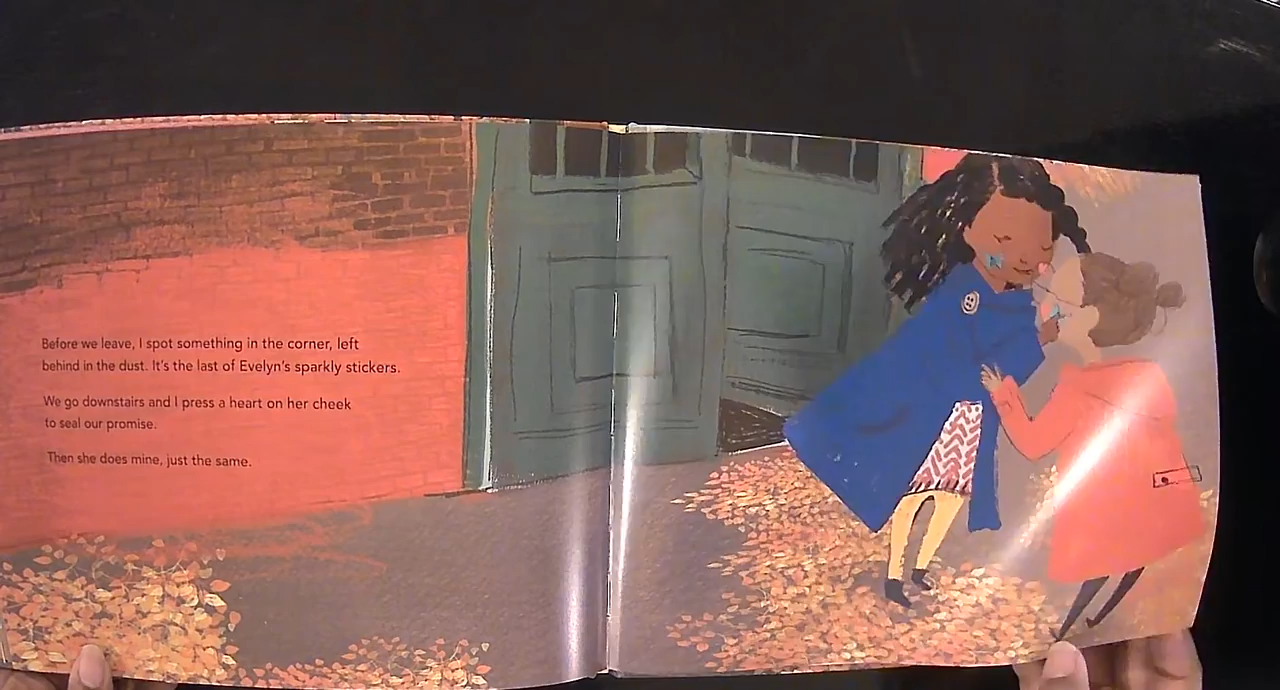 Before we leave, I spot something in the corner, left
behind in the dust. It's the last of Evelyn's sparkly stickers.
We go downstairs and I press a heart on her cheek
to seal our promise.
Then she does mine, just the same.